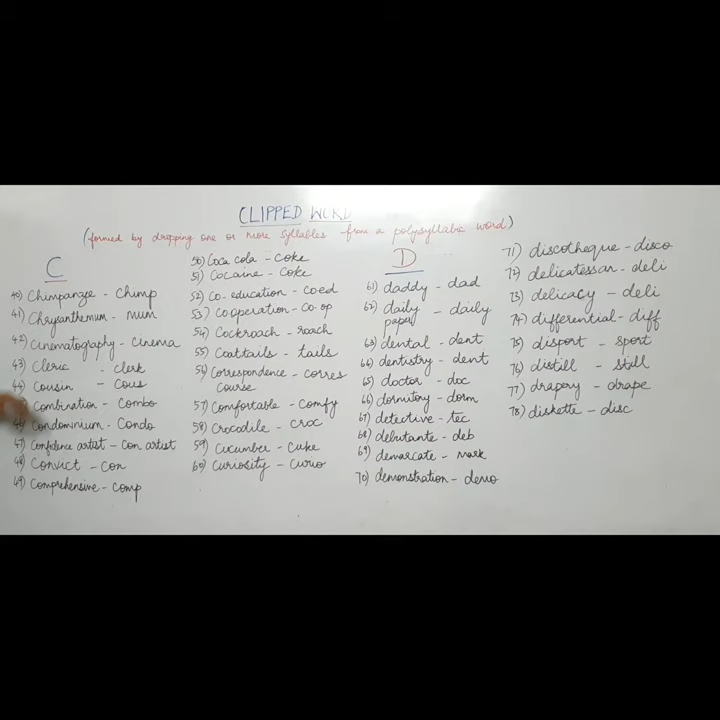 CLIPPED WORD
(formed by dropping one or more syllables from a polysyllabic word)
C
40) Chimpanze - chimp
41) Chrysanthemum - mum
42) Cinematography - cinema
43) Cleric - clerk
44) Cousin - cous
Combination - Combo
Condominium - Condo
47) Confidence artist - Con artist
48) Convict - Con
49) Comprehensive - comp
50) Coca cola - coke
51) Cocaine - Coke
52) Co-education - coed
53) Cooperation - Co-op
54) Cockroach - roach
55) Coattails - tails
56) Correspondence - corres
course
57) Comfortable - comfy
58) Crocodile - croc
59) Cucumber - cuke
60) Curiosity - curio
D
61) daddy - dad
62) daily - daily
paper
63) dental - dent
64) dentistry - dent
65) doctor - doc
66) dormitory - dorm
67) detective - tec
68) debutante - deb
69) demarcate - mark
70) demonstration - demo
71) discotheque - disco
72) delicatessan - deli
73) delicacy - deli
74) differential - diff
75) disport - sport
76) distill - still
77) drapery - drape
78) diskette - disc